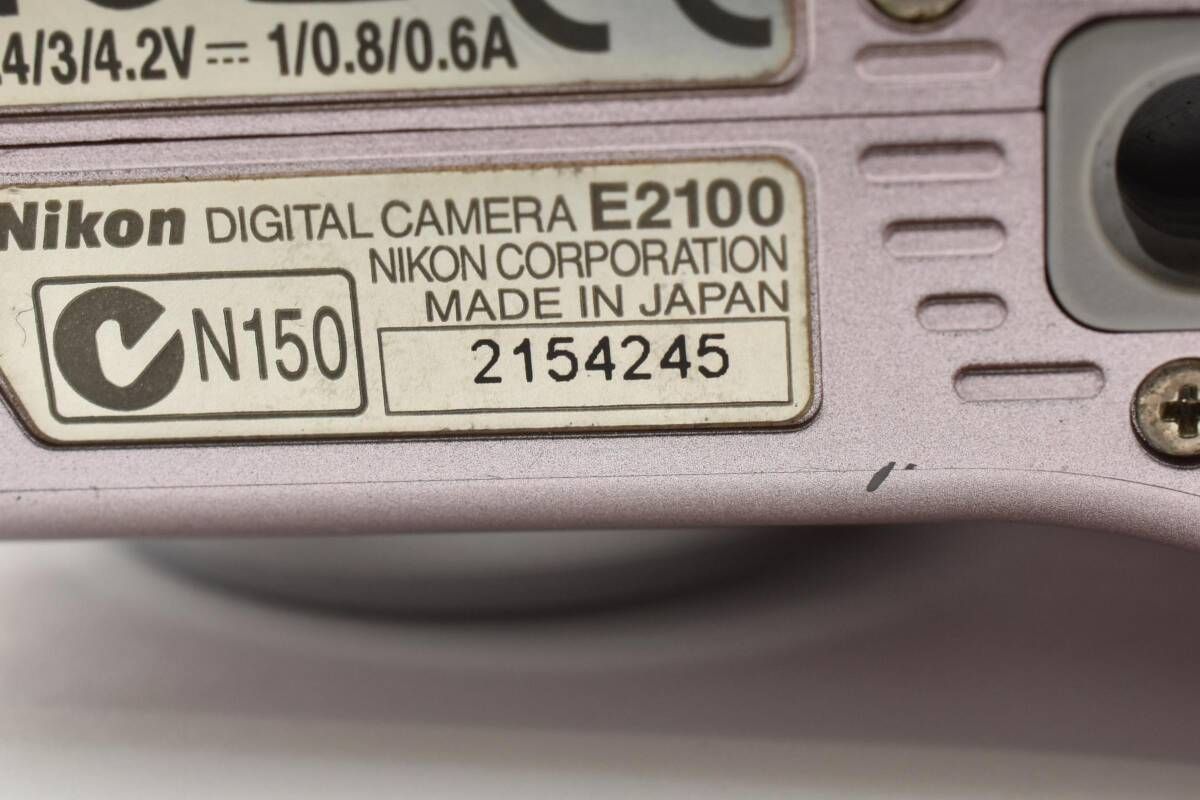 .4/3/4.2V⎓1/0.8/0.6A
Nikon DIGITAL CAMERA E2100
NIKON CORPORATION
MADE IN JAPAN
N150
2154245